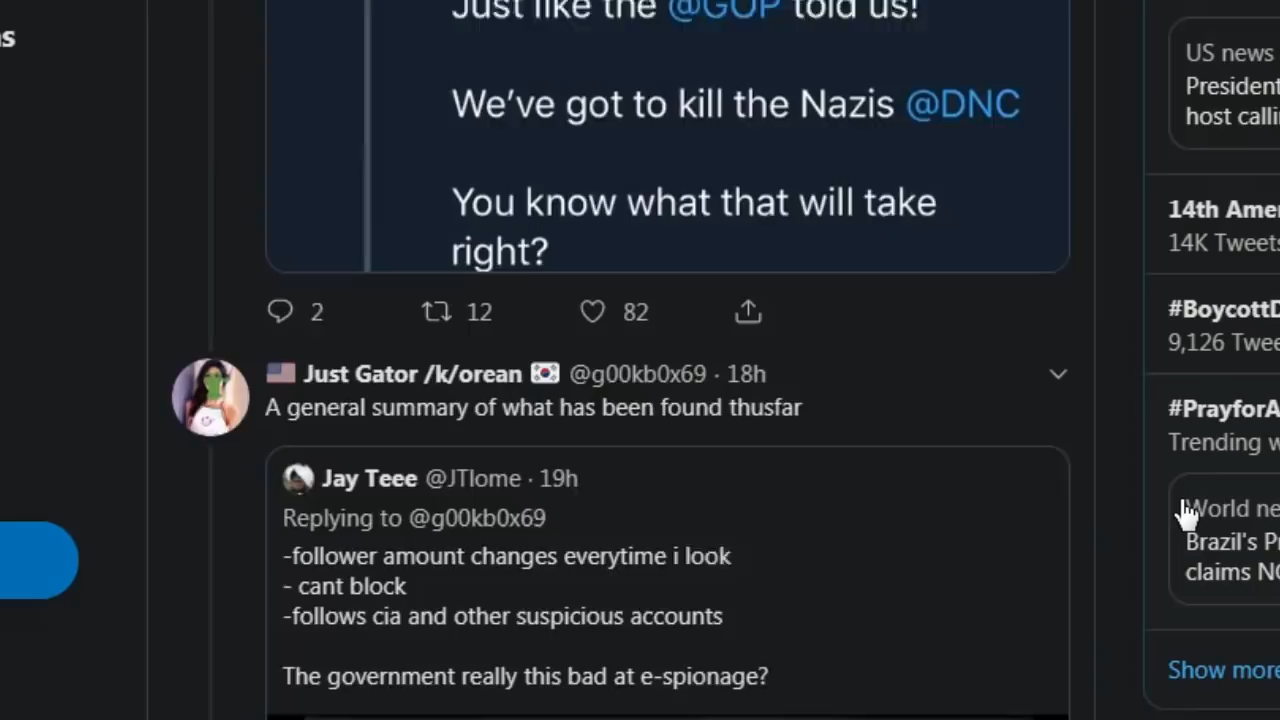 s
Just like the @GOP told us!
We've got to kill the Nazis @DNC
You know what that will take
right?
2 12 82
Just Gator /k/orean @g00kb0x69 · 18h
A general summary of what has been found thusfar
Jay Teee @JTlome · 19h
Replying to @g00kb0x69
-follower amount changes everytime i look
- cant block
-follows cia and other suspicious accounts
The government really this bad at e-spionage?
US news
President
host calli
14th Amer
14K Tweets
#BoycottD
9,126 Twee
#PrayforA
Trending w
World ne
Brazil's P
claims NG
Show more